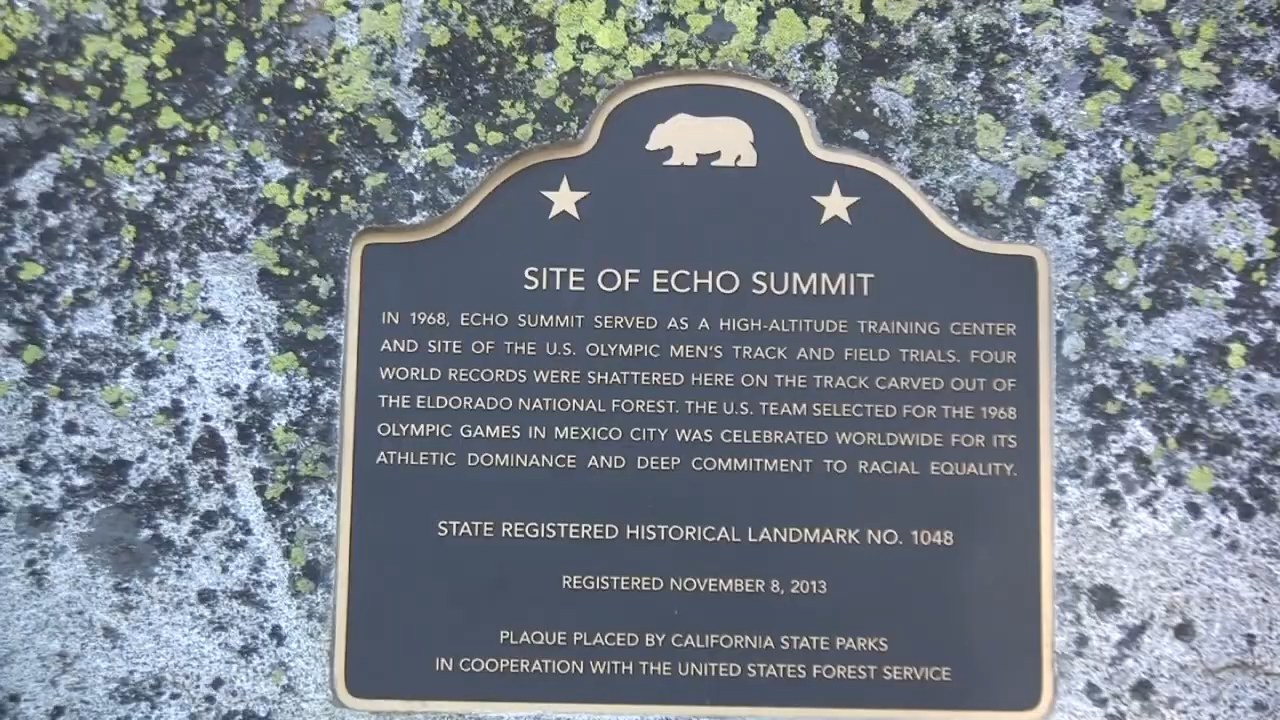 SITE OF ECHO SUMMIT
IN 1968, ECHO SUMMIT SERVED AS A HIGH-ALTITUDE TRAINING CENTER
AND SITE OF THE U.S. OLYMPIC MEN'S TRACK AND FIELD TRIALS. FOUR
WORLD RECORDS WERE SHATTERED HERE ON THE TRACK CARVED OUT OF
THE ELDORADO NATIONAL FOREST. THE U.S. TEAM SELECTED FOR THE 1968
OLYMPIC GAMES IN MEXICO CITY WAS CELEBRATED WORLDWIDE FOR ITS
ATHLETIC DOMINANCE AND DEEP COMMITMENT TO RACIAL EQUALITY.
STATE REGISTERED HISTORICAL LANDMARK NO. 1048
REGISTERED NOVEMBER 8, 2013
PLAQUE PLACED BY CALIFORNIA STATE PARKS
IN COOPERATION WITH THE UNITED STATES FOREST SERVICE